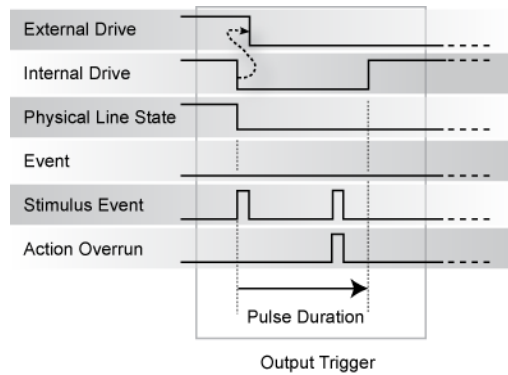 External Drive
Internal Drive
Physical Line State
Event
Stimulus Event
Action Overrun
Pulse Duration
Output Trigger